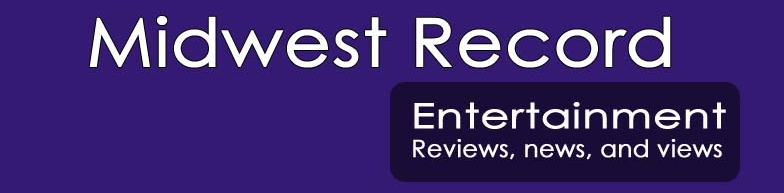 Midwest Record
Entertainment
Reviews, news, and views